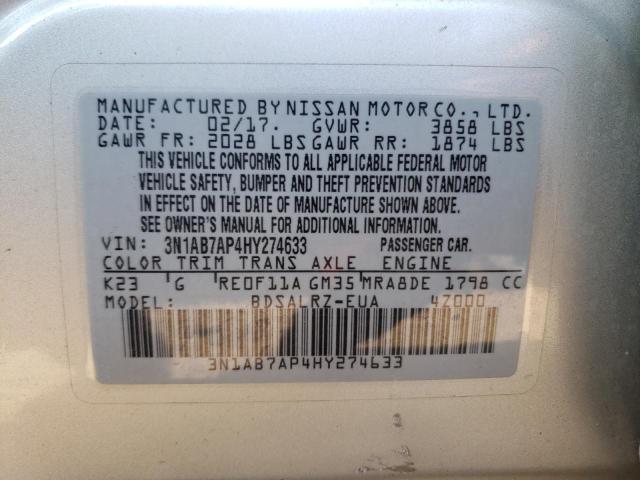 MANUFACTURED BY NISSAN MOTOR CO., LTD.
DATE: 02/17. GVWR: 3858 LBS
GAWR FR: 2028 LBS GAWR RR: 1874 LBS
THIS VEHICLE CONFORMS TO ALL APPLICABLE FEDERAL MOTOR
VEHICLE SAFETY, BUMPER AND THEFT PREVENTION STANDARDS
IN EFFECT ON THE DATE OF MANUFACTURE SHOWN ABOVE.
SEE OWNER'S MANUAL FOR ADDITIONAL INFORMATION.
VIN: 3N1AB7AP4HY274633 PASSENGER CAR.
COLOR TRIM TRANS AXLE ENGINE
K23 G RE0F11A GM35 MRA8DE 1798 CC
MODEL: BDSALRZ-EUA 4Z000
3N1AB7AP4HY274633